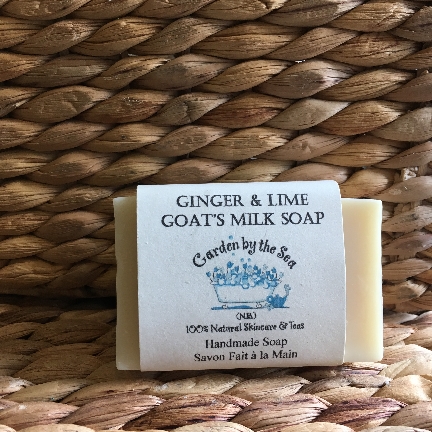 GINGER & LIME
GOAT'S MILK SOAP
Garden by the Sea
(N.B.)
100% Natural Skincare & Teas
Handmade Soap
Savon Fait à la Main